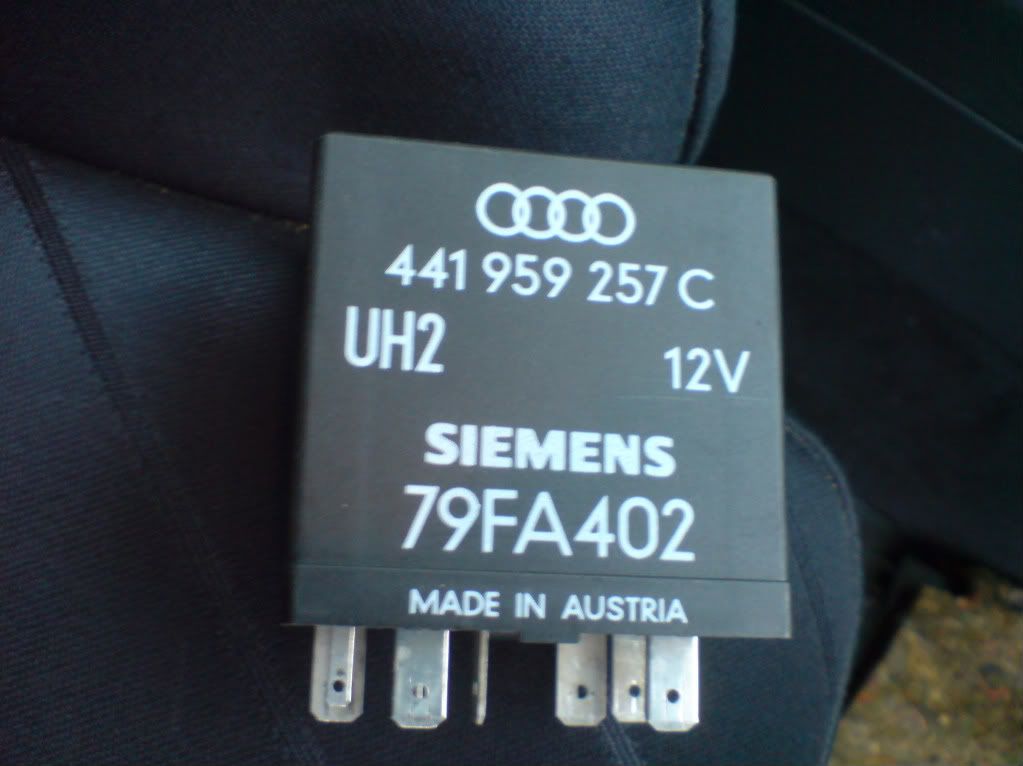 441 959 257 C
UH2 12V
SIEMENS
79FA402
MADE IN AUSTRIA